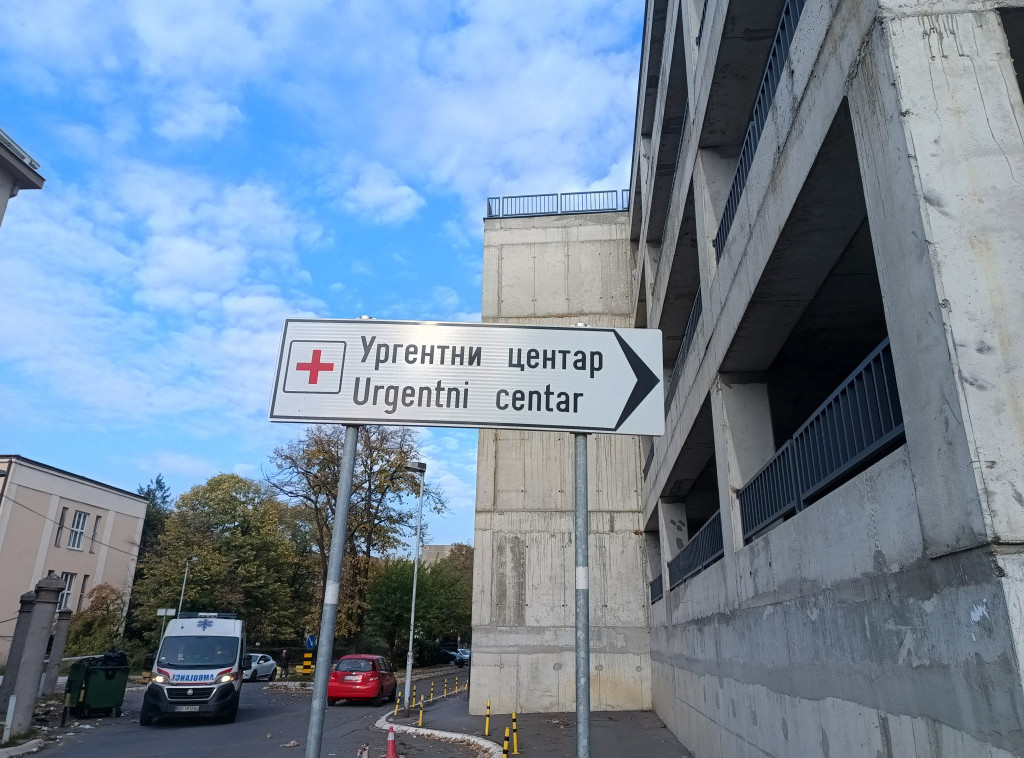 Ургентни центар
Urgentni centar